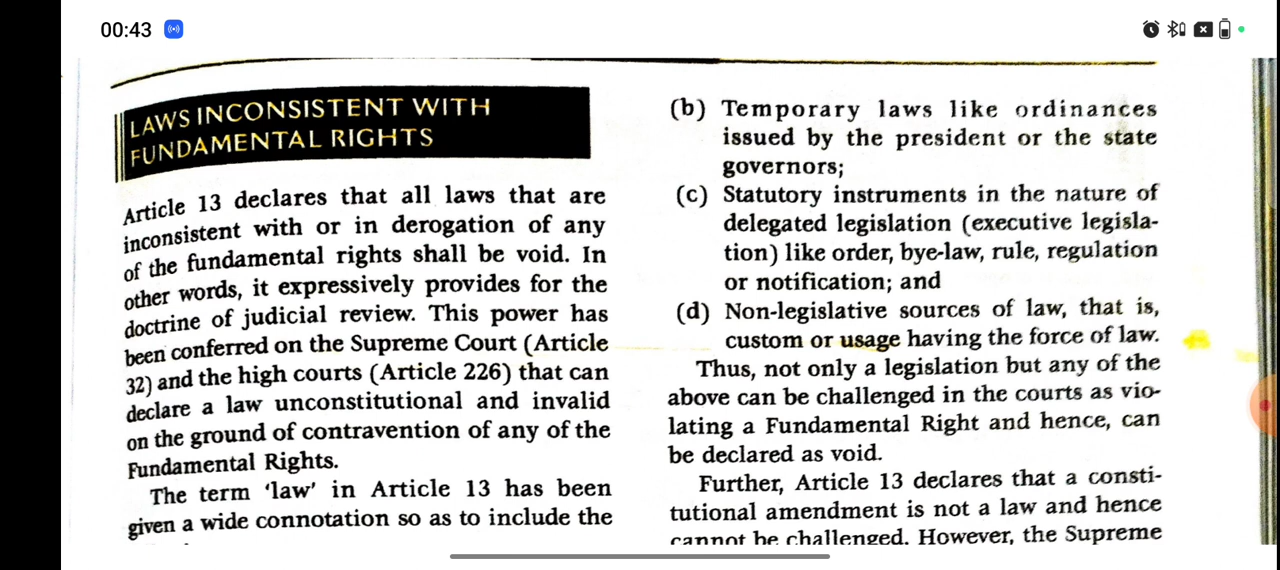 00:43
LAWS INCONSISTENT WITH
FUNDAMENTAL RIGHTS
Article 13 declares that all laws that are
inconsistent with or in derogation of any
of the fundamental rights shall be void. In
other words, it expressively provides for the
doctrine of judicial review. This power has
been conferred on the Supreme Court (Article
32) and the high courts (Article 226) that can
declare a law unconstitutional and invalid
on the ground of contravention of any of the
Fundamental Rights.
The term ‘law’ in Article 13 has been
given a wide connotation so as to include the
(b) Temporary laws like ordinances
issued by the president or the state
governors;
(c) Statutory instruments in the nature of
delegated legislation (executive legisla-
tion) like order, bye-law, rule, regulation
or notification; and
(d) Non-legislative sources of law, that is,
custom or usage having the force of law.
Thus, not only a legislation but any of the
above can be challenged in the courts as vio-
lating a Fundamental Right and hence, can
be declared as void.
Further, Article 13 declares that a consti-
tutional amendment is not a law and hence
cannot be challenged. However, the Supreme